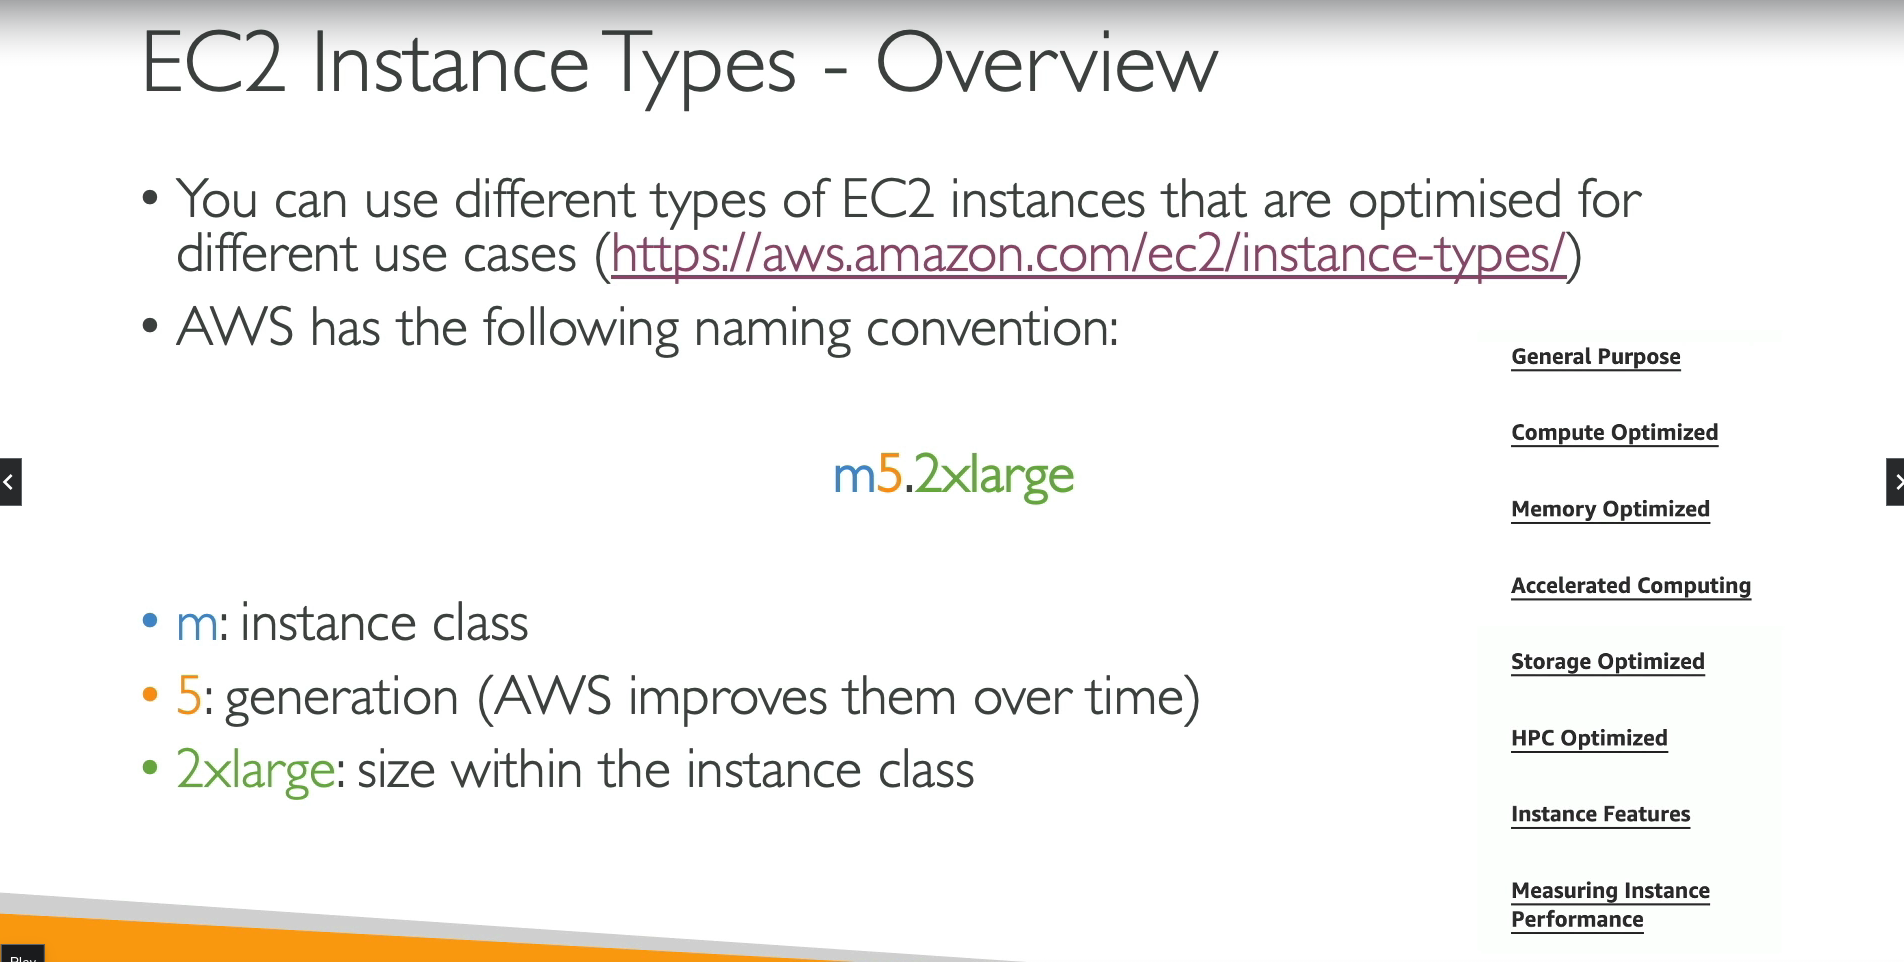 EC2 Instance Types - Overview
• You can use different types of EC2 instances that are optimised for
different use cases (https://aws.amazon.com/ec2/instance-types/)
• AWS has the following naming convention:
m5.2xlarge
• m: instance class
• 5: generation (AWS improves them over time)
• 2xlarge: size within the instance class
General Purpose
Compute Optimized
Memory Optimized
Accelerated Computing
Storage Optimized
HPC Optimized
Instance Features
Measuring Instance
Performance
Play